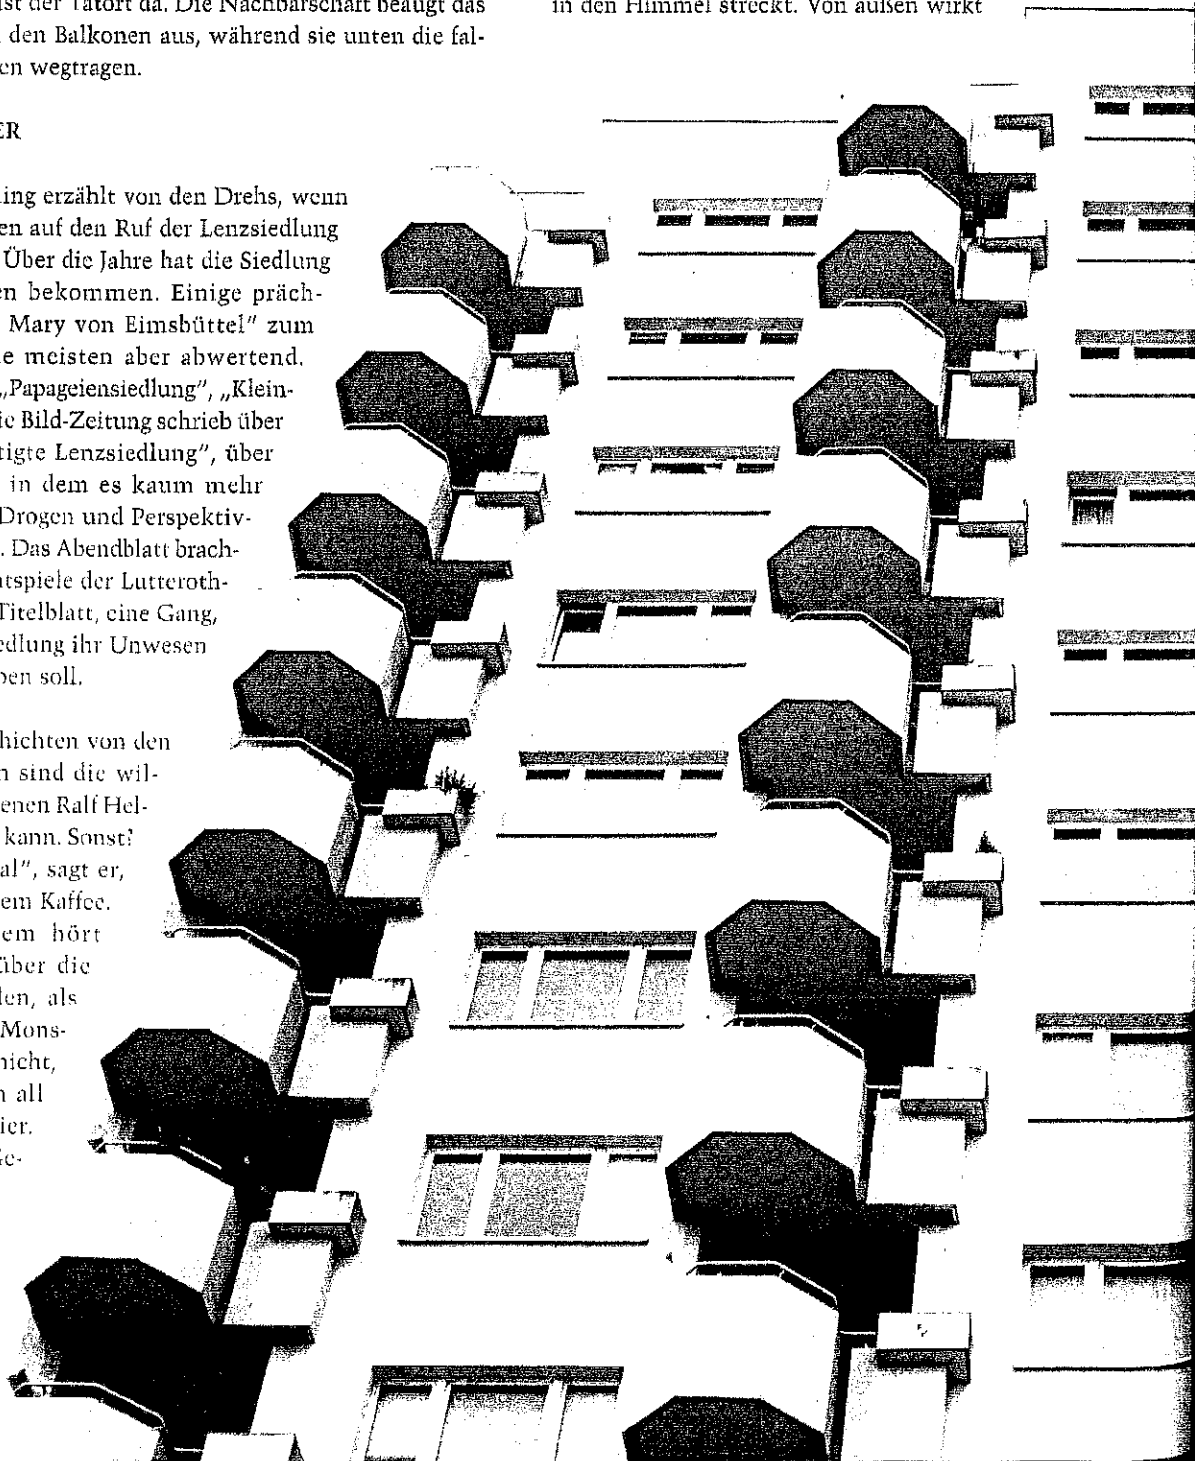 ist der Tatort da. Die Nachbarschaft beäugt das
den Balkonen aus, während sie unten die fal-
en wegtragen.
ER
ing erzählt von den Drehs, wenn
en auf den Ruf der Lenzsiedlung
Über die Jahre hat die Siedlung
en bekommen. Einige präch-
Mary von Eimsbüttel” zum
e meisten aber abwertend.
„Papageiensiedlung”, „Klein-
ie Bild-Zeitung schrieb über
tigte Lenzsiedlung”, über
in dem es kaum mehr
Drogen und Perspektiv-
. Das Abendblatt brach-
tspiele der Lutteroth-
Titelblatt, eine Gang,
edlung ihr Unwesen
ben soll.
hichten von den
n sind die wil-
enen Ralf Hel-
kann. Sonst?
al”, sagt er,
em Kaffee.
em hört
über die
len, als
Mons-
nicht,
n all
ier.
Ge-
in den Himmel streckt. Von außen wirkt